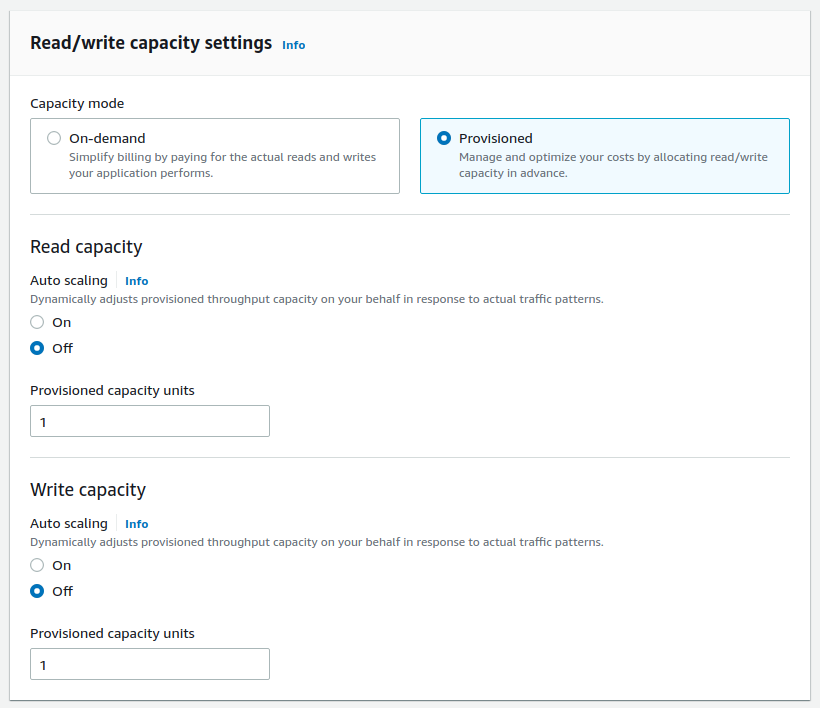 Read/write capacity settings Info
Capacity mode
On-demand
Simplify billing by paying for the actual reads and writes
your application performs.
Provisioned
Manage and optimize your costs by allocating read/write
capacity in advance.
Read capacity
Auto scaling Info
Dynamically adjusts provisioned throughput capacity on your behalf in response to actual traffic patterns.
On
Off
Provisioned capacity units
1
Write capacity
Auto scaling Info
Dynamically adjusts provisioned throughput capacity on your behalf in response to actual traffic patterns.
On
Off
Provisioned capacity units
1